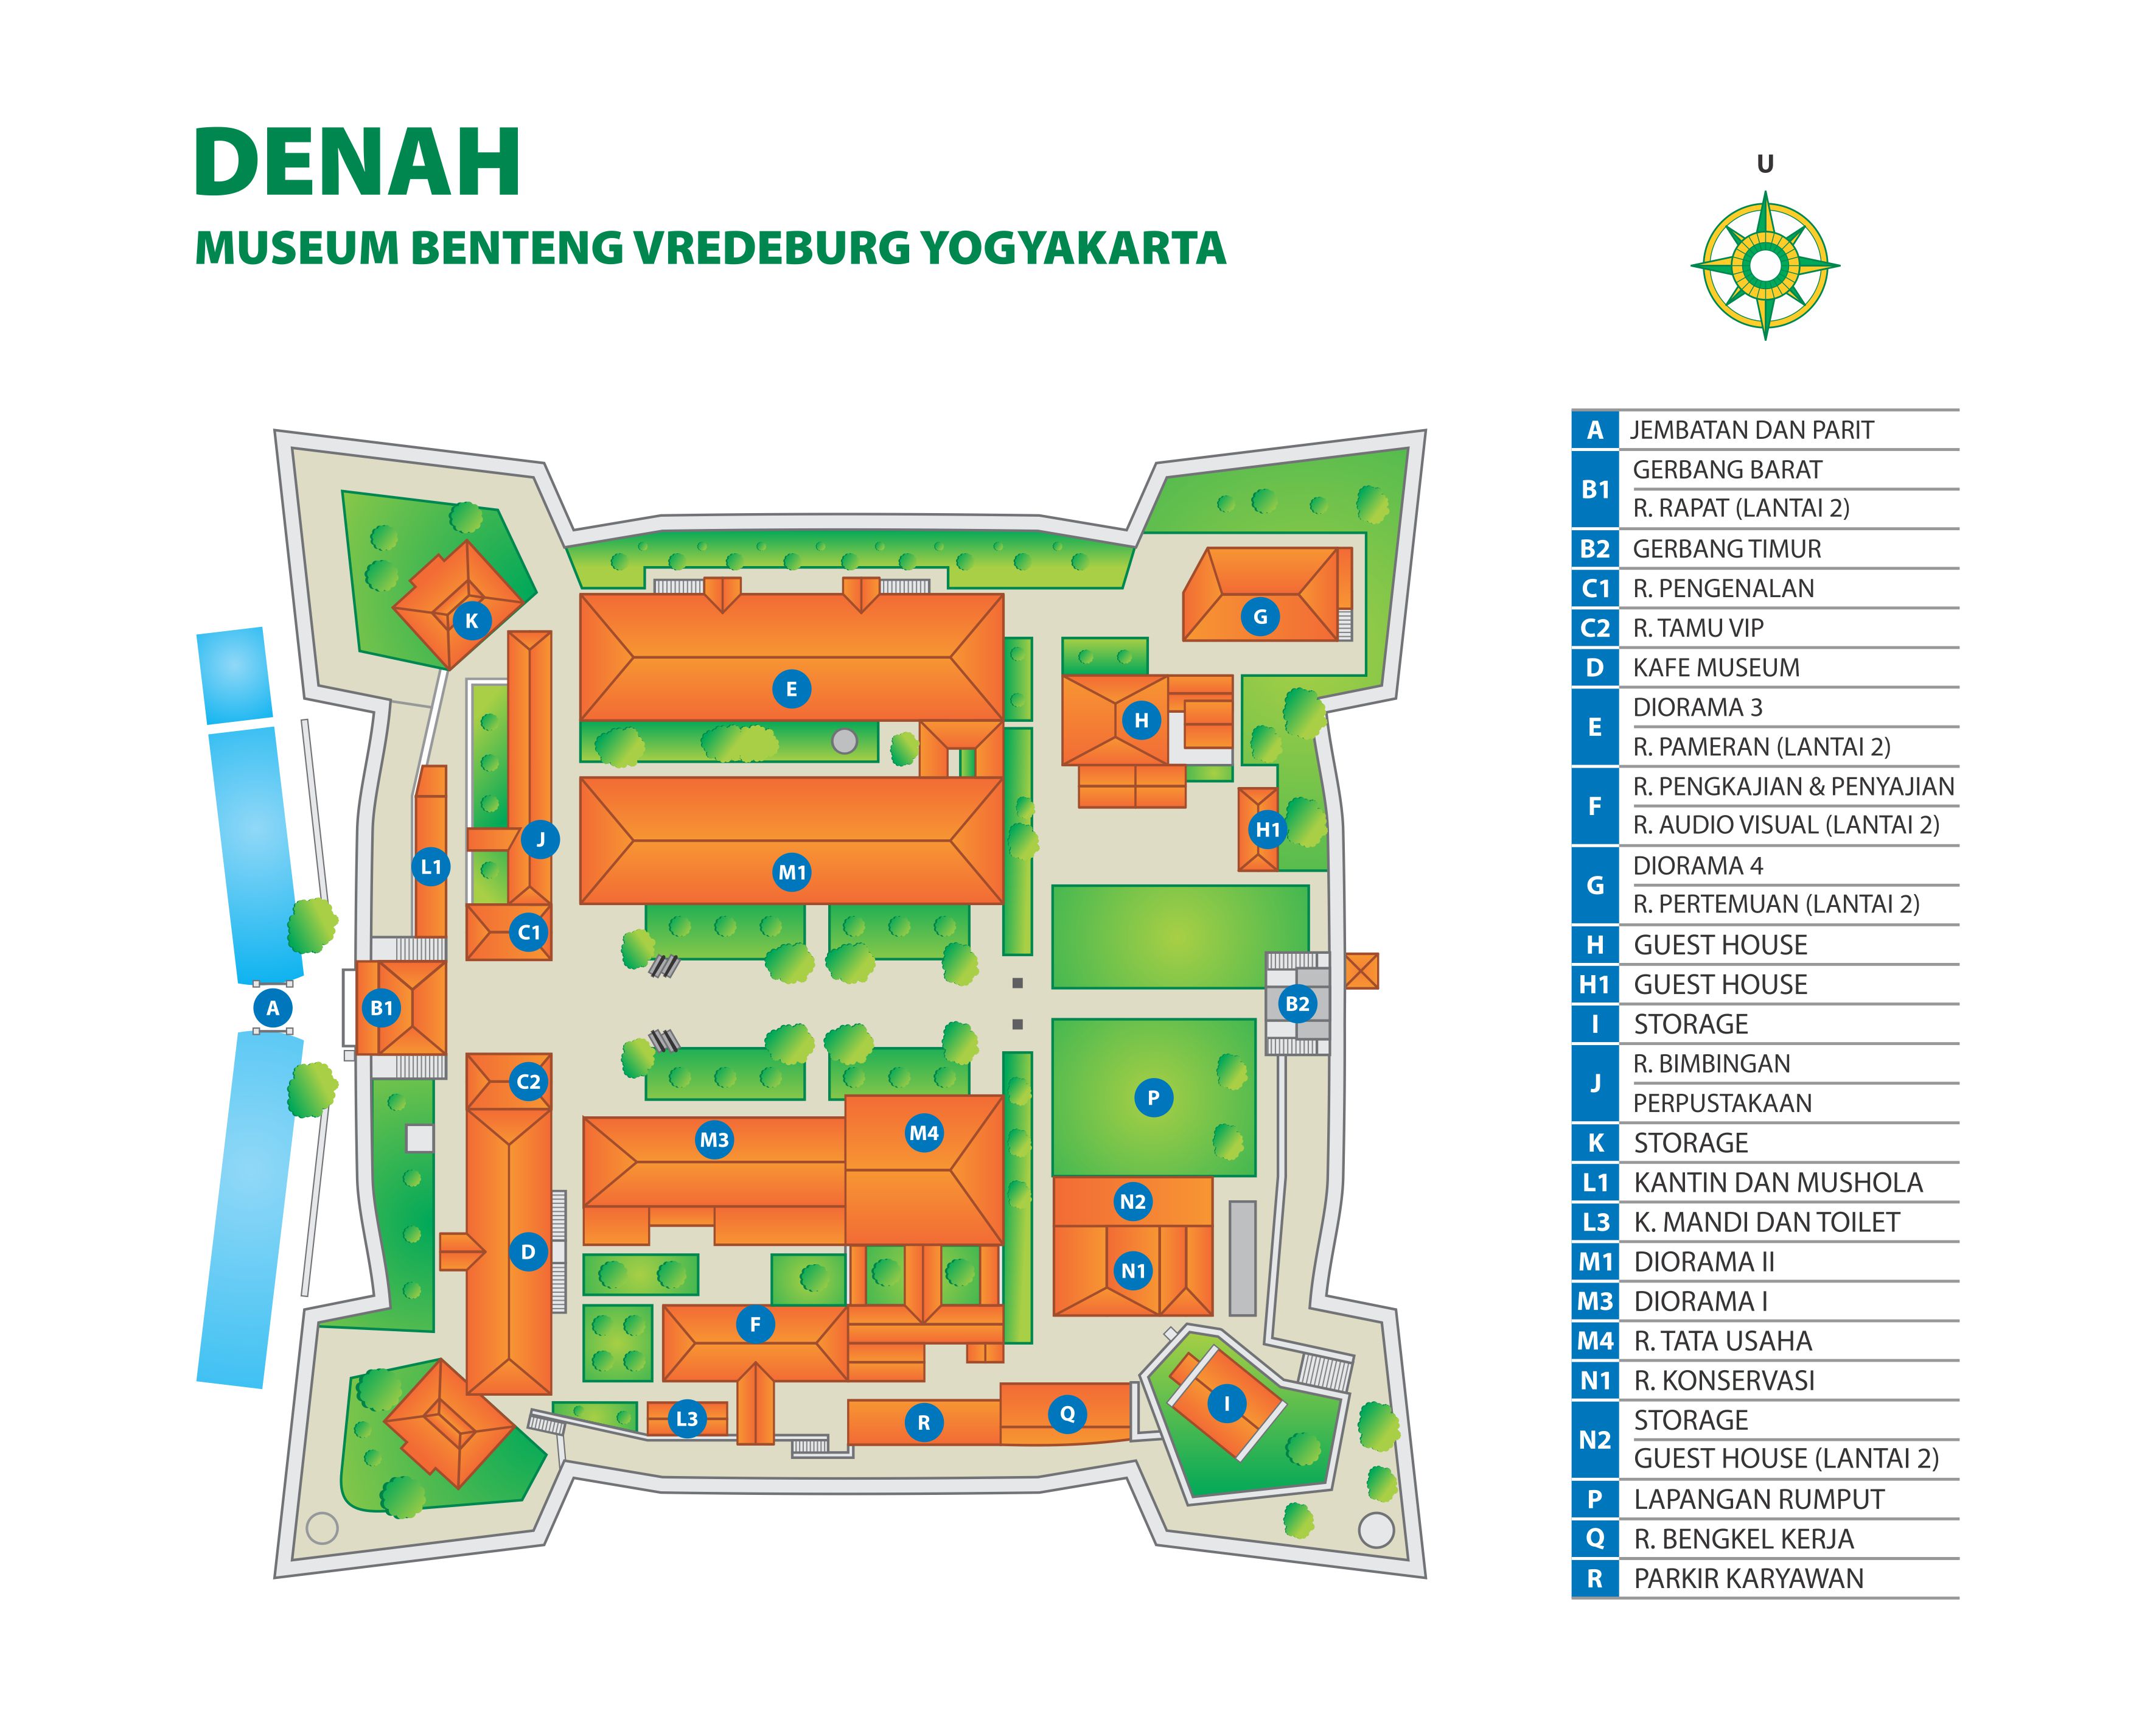 DENAH
MUSEUM BENTENG VREDEBURG YOGYAKARTA
U
K
E
G
H
J
H1
L1
M1
C1
A
B1
B2
C2
P
M3
M4
N2
D
N1
F
I
L3
R
Q
A JEMBATAN DAN PARIT
B1 GERBANG BARAT
R. RAPAT (LANTAI 2)
B2 GERBANG TIMUR
C1 R. PENGENALAN
C2 R. TAMU VIP
D KAFE MUSEUM
E DIORAMA 3
R. PAMERAN (LANTAI 2)
F R. PENGKAJIAN & PENYAJIAN
R. AUDIO VISUAL (LANTAI 2)
G DIORAMA 4
R. PERTEMUAN (LANTAI 2)
H GUEST HOUSE
H1 GUEST HOUSE
I STORAGE
J R. BIMBINGAN
PERPUSTAKAAN
K STORAGE
L1 KANTIN DAN MUSHOLA
L3 K. MANDI DAN TOILET
M1 DIORAMA II
M3 DIORAMA I
M4 R. TATA USAHA
N1 R. KONSERVASI
N2 STORAGE
GUEST HOUSE (LANTAI 2)
P LAPANGAN RUMPUT
Q R. BENGKEL KERJA
R PARKIR KARYAWAN